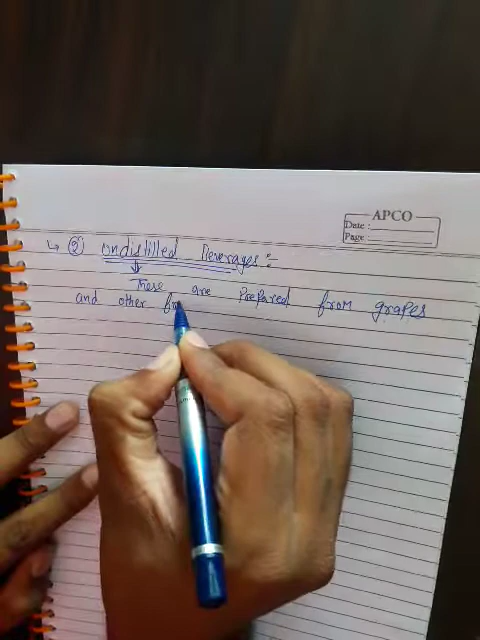 APCO
Date :
Page :
↳ ② Undistilled Beverages :-
These are Prepared from grapes
and other